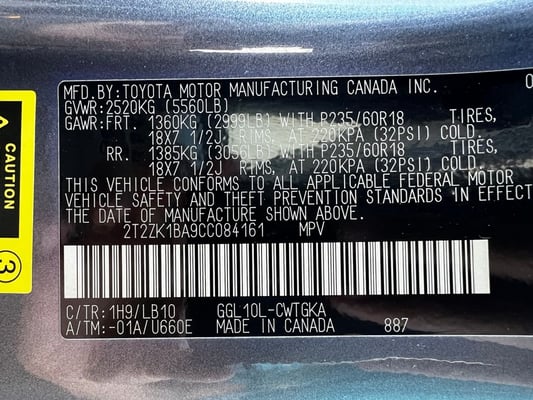 MFD.BY:TOYOTA MOTOR MANUFACTURING CANADA INC.
GVWR:2520KG (5560LB)
GAWR:FRT. 1360KG (2999LB) WITH P235/60R18 TIRES,
18X7 1/2J RIMS, AT 220KPA (32PSI) COLD.
RR. 1385KG (3056LB) WITH P235/60R18 TIRES,
18X7 1/2J RIMS, AT 220KPA (32PSI) COLD.
THIS VEHICLE CONFORMS TO ALL APPLICABLE FEDERAL MOTOR
VEHICLE SAFETY AND THEFT PREVENTION STANDARDS IN EFFECT
THE DATE OF MANUFACTURE SHOWN ABOVE.
2T2ZK1BA9CC084161 MPV
C/TR:1H9/LB10 GGL10L-CWTGKA
A/TM:-01A/U660E MADE IN CANADA 887
CAUTION
3